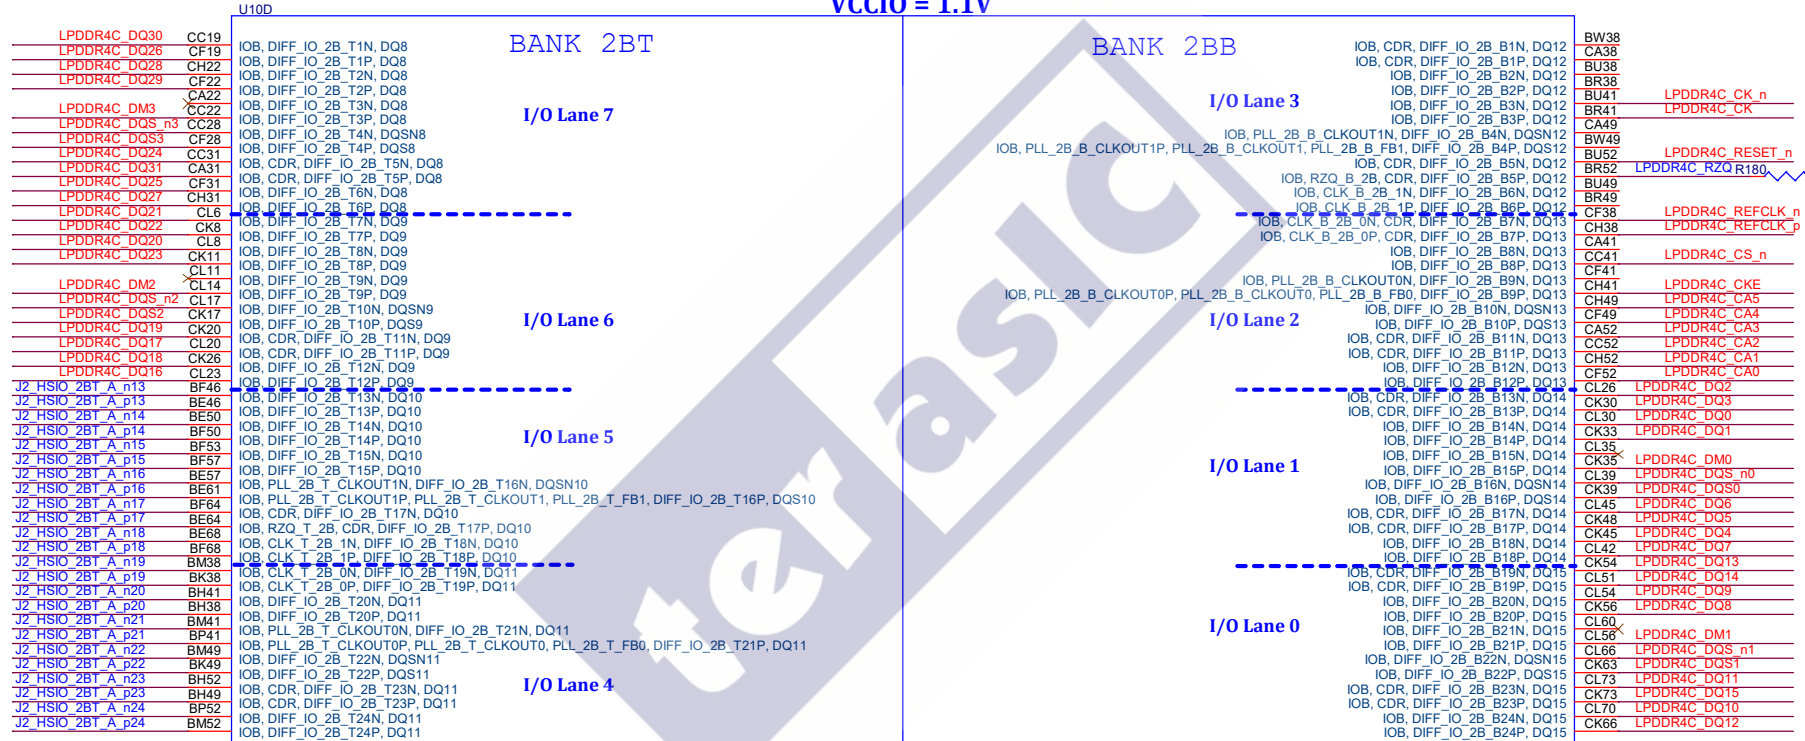 VCCIO = 1.1V
U10D
BANK 2BT
LPDDR4C_DQ30 CC19 IOB, DIFF_IO_2B_T1N, DQ8
LPDDR4C_DQ26 CF19 IOB, DIFF_IO_2B_T1P, DQ8
LPDDR4C_DQ28 CH22 IOB, DIFF_IO_2B_T2N, DQ8
LPDDR4C_DQ29 CF22 IOB, DIFF_IO_2B_T2P, DQ8
CA22 IOB, DIFF_IO_2B_T3N, DQ8
LPDDR4C_DM3 CC22 IOB, DIFF_IO_2B_T3P, DQ8
I/O Lane 7
LPDDR4C_DQS_n3 CC28 IOB, DIFF_IO_2B_T4N, DQSN8
LPDDR4C_DQS3 CF28 IOB, DIFF_IO_2B_T4P, DQS8
LPDDR4C_DQ24 CC31 IOB, CDR, DIFF_IO_2B_T5N, DQ8
LPDDR4C_DQ31 CA31 IOB, CDR, DIFF_IO_2B_T5P, DQ8
LPDDR4C_DQ25 CF31 IOB, DIFF_IO_2B_T6N, DQ8
LPDDR4C_DQ27 CH31 IOB, DIFF_IO_2B_T6P, DQ8
LPDDR4C_DQ21 CL6 IOB, DIFF_IO_2B_T7N, DQ9
LPDDR4C_DQ22 CK8 IOB, DIFF_IO_2B_T7P, DQ9
LPDDR4C_DQ20 CL8 IOB, DIFF_IO_2B_T8N, DQ9
LPDDR4C_DQ23 CK11 IOB, DIFF_IO_2B_T8P, DQ9
CL11 IOB, DIFF_IO_2B_T9N, DQ9
LPDDR4C_DM2 CL14 IOB, DIFF_IO_2B_T9P, DQ9
LPDDR4C_DQS_n2 CL17 IOB, DIFF_IO_2B_T10N, DQSN9
LPDDR4C_DQS2 CK17 IOB, DIFF_IO_2B_T10P, DQS9
I/O Lane 6
LPDDR4C_DQ19 CK20 IOB, CDR, DIFF_IO_2B_T11N, DQ9
LPDDR4C_DQ17 CL20 IOB, CDR, DIFF_IO_2B_T11P, DQ9
LPDDR4C_DQ18 CK26 IOB, DIFF_IO_2B_T12N, DQ9
LPDDR4C_DQ16 CL23 IOB, DIFF_IO_2B_T12P, DQ9
J2_HSIO_2BT_A_n13 BF46 IOB, DIFF_IO_2B_T13N, DQ10
J2_HSIO_2BT_A_p13 BE46 IOB, DIFF_IO_2B_T13P, DQ10
J2_HSIO_2BT_A_n14 BE50 IOB, DIFF_IO_2B_T14N, DQ10
J2_HSIO_2BT_A_p14 BF50 IOB, DIFF_IO_2B_T14P, DQ10
I/O Lane 5
J2_HSIO_2BT_A_n15 BF53 IOB, DIFF_IO_2B_T15N, DQ10
J2_HSIO_2BT_A_p15 BF57 IOB, DIFF_IO_2B_T15P, DQ10
J2_HSIO_2BT_A_n16 BE57 IOB, PLL_2B_T_CLKOUT1N, DIFF_IO_2B_T16N, DQSN10
J2_HSIO_2BT_A_p16 BE61 IOB, PLL_2B_T_CLKOUT1P, PLL_2B_T_CLKOUT1, PLL_2B_T_FB1, DIFF_IO_2B_T16P, DQS10
J2_HSIO_2BT_A_n17 BF64 IOB, CDR, DIFF_IO_2B_T17N, DQ10
J2_HSIO_2BT_A_p17 BE64 IOB, RZQ_T_2B, CDR, DIFF_IO_2B_T17P, DQ10
J2_HSIO_2BT_A_n18 BE68 IOB, CLK_T_2B_1N, DIFF_IO_2B_T18N, DQ10
J2_HSIO_2BT_A_p18 BF68 IOB, CLK_T_2B_1P, DIFF_IO_2B_T18P, DQ10
J2_HSIO_2BT_A_n19 BM38 IOB, CLK_T_2B_0N, DIFF_IO_2B_T19N, DQ11
J2_HSIO_2BT_A_p19 BK38 IOB, CLK_T_2B_0P, DIFF_IO_2B_T19P, DQ11
J2_HSIO_2BT_A_n20 BH41 IOB, DIFF_IO_2B_T20N, DQ11
J2_HSIO_2BT_A_p20 BH38 IOB, DIFF_IO_2B_T20P, DQ11
J2_HSIO_2BT_A_n21 BM41 IOB, PLL_2B_T_CLKOUT0N, DIFF_IO_2B_T21N, DQ11
J2_HSIO_2BT_A_p21 BP41 IOB, PLL_2B_T_CLKOUT0P, PLL_2B_T_CLKOUT0, PLL_2B_T_FB0, DIFF_IO_2B_T21P, DQ11
J2_HSIO_2BT_A_n22 BM49 IOB, DIFF_IO_2B_T22N, DQSN11
J2_HSIO_2BT_A_p22 BK49 IOB, DIFF_IO_2B_T22P, DQS11
I/O Lane 4
J2_HSIO_2BT_A_n23 BH52 IOB, CDR, DIFF_IO_2B_T23N, DQ11
J2_HSIO_2BT_A_p23 BH49 IOB, CDR, DIFF_IO_2B_T23P, DQ11
J2_HSIO_2BT_A_n24 BP52 IOB, DIFF_IO_2B_T24N, DQ11
J2_HSIO_2BT_A_p24 BM52 IOB, DIFF_IO_2B_T24P, DQ11
BANK 2BB
IOB, CDR, DIFF_IO_2B_B1N, DQ12 BW38
IOB, CDR, DIFF_IO_2B_B1P, DQ12 CA38
IOB, DIFF_IO_2B_B2N, DQ12 BU38
IOB, DIFF_IO_2B_B2P, DQ12 BR38
I/O Lane 3
IOB, DIFF_IO_2B_B3N, DQ12 BU41 LPDDR4C_CK_n
IOB, DIFF_IO_2B_B3P, DQ12 BR41 LPDDR4C_CK
IOB, PLL_2B_B_CLKOUT1N, DIFF_IO_2B_B4N, DQSN12 CA49
IOB, PLL_2B_B_CLKOUT1P, PLL_2B_B_CLKOUT1, PLL_2B_B_FB1, DIFF_IO_2B_B4P, DQS12 BW49
IOB, CDR, DIFF_IO_2B_B5N, DQ12 BU52 LPDDR4C_RESET_n
IOB, RZQ_B_2B, CDR, DIFF_IO_2B_B5P, DQ12 BR52 LPDDR4C_RZQ R180
IOB, CLK_B_2B_1N, DIFF_IO_2B_B6N, DQ12 BU49
IOB, CLK_B_2B_1P, DIFF_IO_2B_B6P, DQ12 BR49
IOB, CLK_B_2B_0N, CDR, DIFF_IO_2B_B7N, DQ13 CF38 LPDDR4C_REFCLK_n
IOB, CLK_B_2B_0P, CDR, DIFF_IO_2B_B7P, DQ13 CH38 LPDDR4C_REFCLK_p
IOB, DIFF_IO_2B_B8N, DQ13 CA41
IOB, DIFF_IO_2B_B8P, DQ13 CC41 LPDDR4C_CS_n
IOB, PLL_2B_B_CLKOUT0N, DIFF_IO_2B_B9N, DQ13 CF41
IOB, PLL_2B_B_CLKOUT0P, PLL_2B_B_CLKOUT0, PLL_2B_B_FB0, DIFF_IO_2B_B9P, DQ13 CH41 LPDDR4C_CKE
IOB, DIFF_IO_2B_B10N, DQSN13 CH49 LPDDR4C_CA5
IOB, DIFF_IO_2B_B10P, DQS13 CF49 LPDDR4C_CA4
I/O Lane 2
IOB, CDR, DIFF_IO_2B_B11N, DQ13 CA52 LPDDR4C_CA3
IOB, CDR, DIFF_IO_2B_B11P, DQ13 CC52 LPDDR4C_CA2
IOB, DIFF_IO_2B_B12N, DQ13 CH52 LPDDR4C_CA1
IOB, DIFF_IO_2B_B12P, DQ13 CF52 LPDDR4C_CA0
IOB, CDR, DIFF_IO_2B_B13N, DQ14 CL26 LPDDR4C_DQ2
IOB, CDR, DIFF_IO_2B_B13P, DQ14 CK30 LPDDR4C_DQ3
IOB, DIFF_IO_2B_B14N, DQ14 CL30 LPDDR4C_DQ0
IOB, DIFF_IO_2B_B14P, DQ14 CK33 LPDDR4C_DQ1
IOB, DIFF_IO_2B_B15N, DQ14 CL35
I/O Lane 1
IOB, DIFF_IO_2B_B15P, DQ14 CK35 LPDDR4C_DM0
IOB, DIFF_IO_2B_B16N, DQSN14 CL39 LPDDR4C_DQS_n0
IOB, DIFF_IO_2B_B16P, DQS14 CK39 LPDDR4C_DQS0
IOB, CDR, DIFF_IO_2B_B17N, DQ14 CL45 LPDDR4C_DQ6
IOB, CDR, DIFF_IO_2B_B17P, DQ14 CK48 LPDDR4C_DQ5
IOB, DIFF_IO_2B_B18N, DQ14 CK45 LPDDR4C_DQ4
IOB, DIFF_IO_2B_B18P, DQ14 CL42 LPDDR4C_DQ7
IOB, CDR, DIFF_IO_2B_B19N, DQ15 CK54 LPDDR4C_DQ13
IOB, CDR, DIFF_IO_2B_B19P, DQ15 CL51 LPDDR4C_DQ14
IOB, DIFF_IO_2B_B20N, DQ15 CL54 LPDDR4C_DQ9
IOB, DIFF_IO_2B_B20P, DQ15 CK56 LPDDR4C_DQ8
I/O Lane 0
IOB, DIFF_IO_2B_B21N, DQ15 CL60
IOB, DIFF_IO_2B_B21P, DQ15 CL56 LPDDR4C_DM1
IOB, DIFF_IO_2B_B22N, DQSN15 CL66 LPDDR4C_DQS_n1
IOB, DIFF_IO_2B_B22P, DQS15 CK63 LPDDR4C_DQS1
IOB, CDR, DIFF_IO_2B_B23N, DQ15 CL73 LPDDR4C_DQ11
IOB, CDR, DIFF_IO_2B_B23P, DQ15 CK73 LPDDR4C_DQ15
IOB, DIFF_IO_2B_B24N, DQ15 CL70 LPDDR4C_DQ10
IOB, DIFF_IO_2B_B24P, DQ15 CK66 LPDDR4C_DQ12
terasic